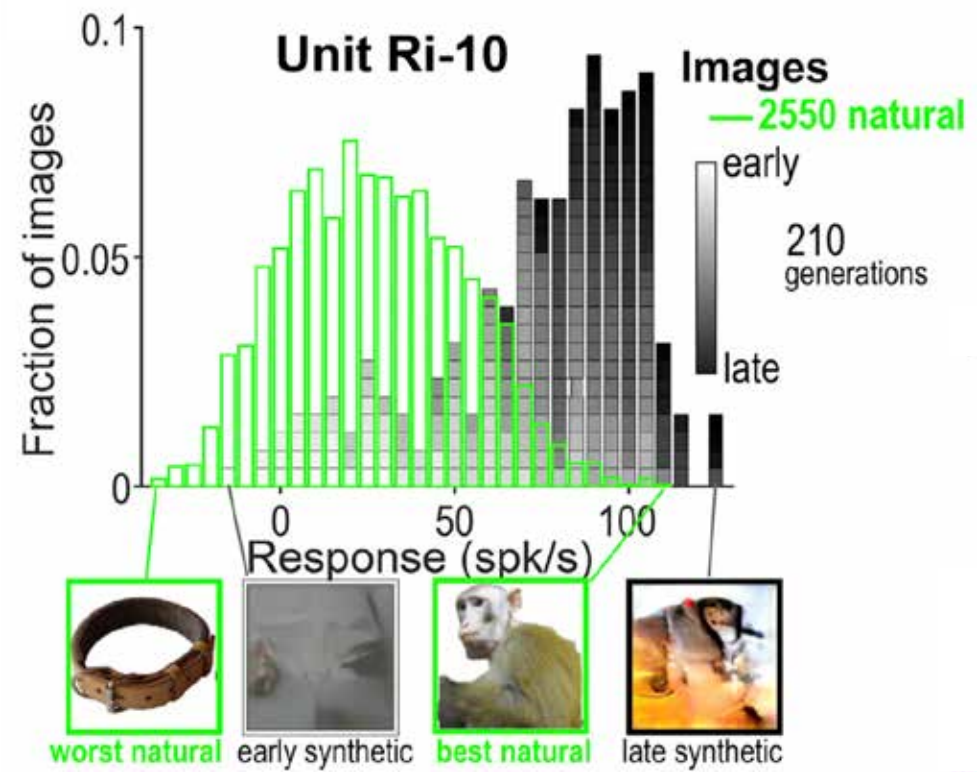 0.1
Unit Ri-10
Images
2550 natural
early
210
generations
late
Fraction of images
0.05
0
0
50
100
Response (spk/s)
worst natural
early synthetic
best natural
late synthetic